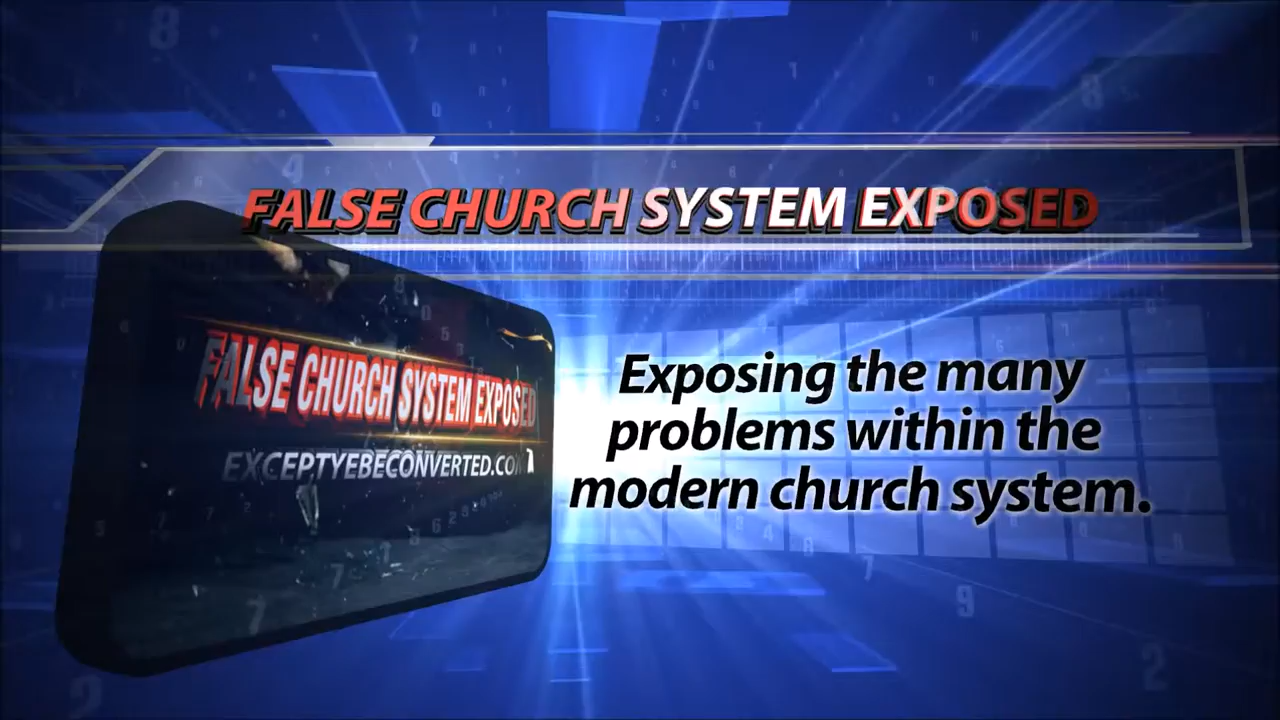 FALSE CHURCH SYSTEM EXPOSED
FALSE CHURCH SYSTEM EXPOSED
EXCEPTYEBECONVERTED.COM
Exposing the many
problems within the
modern church system.